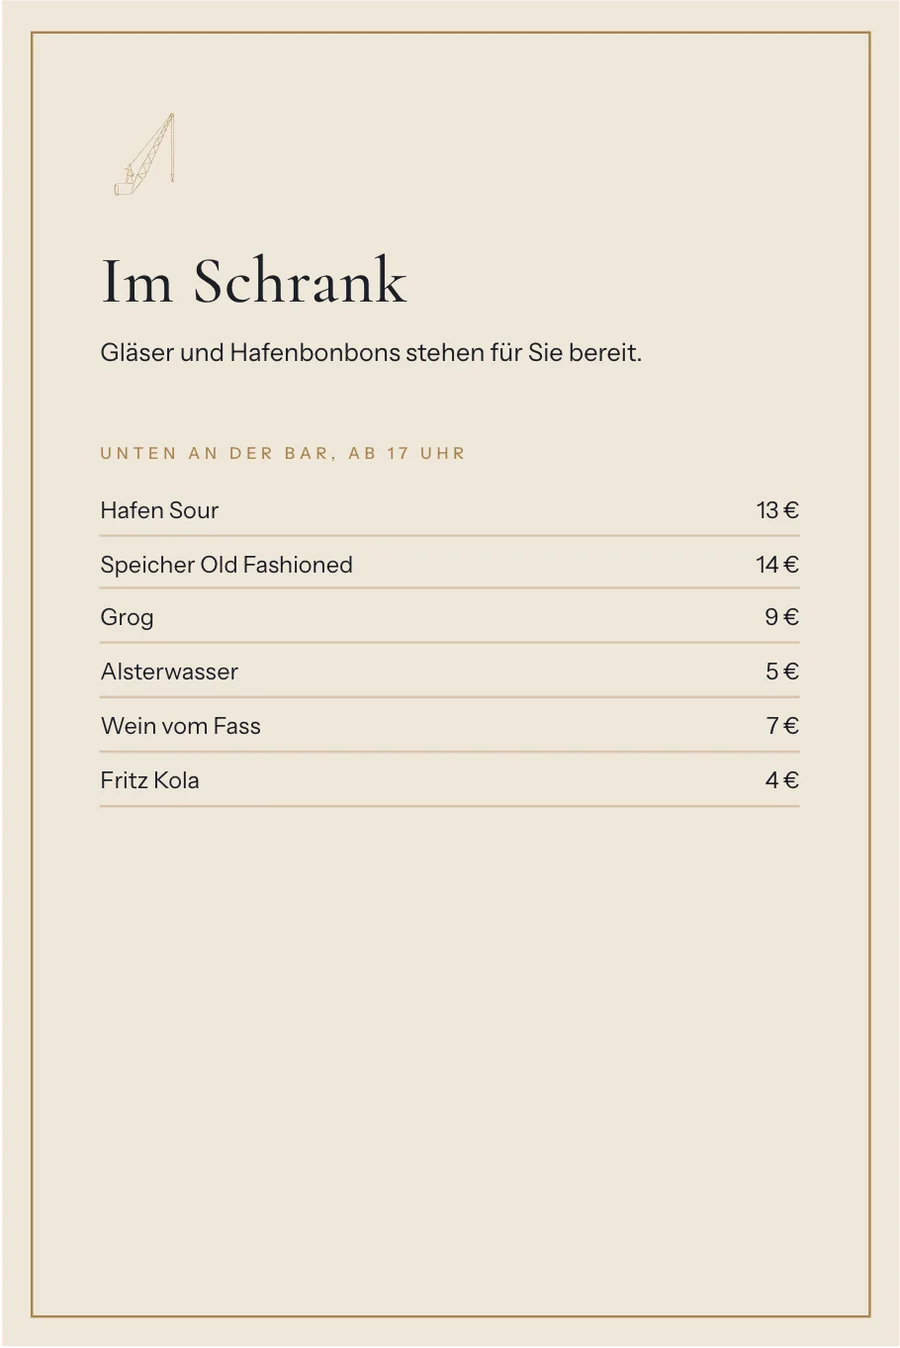 Im Schrank
Gläser und Hafenbonbons stehen für Sie bereit.
UNTEN AN DER BAR, AB 17 UHR
Hafen Sour 13 €
Speicher Old Fashioned 14 €
Grog 9 €
Alsterwasser 5 €
Wein vom Fass 7 €
Fritz Kola 4 €